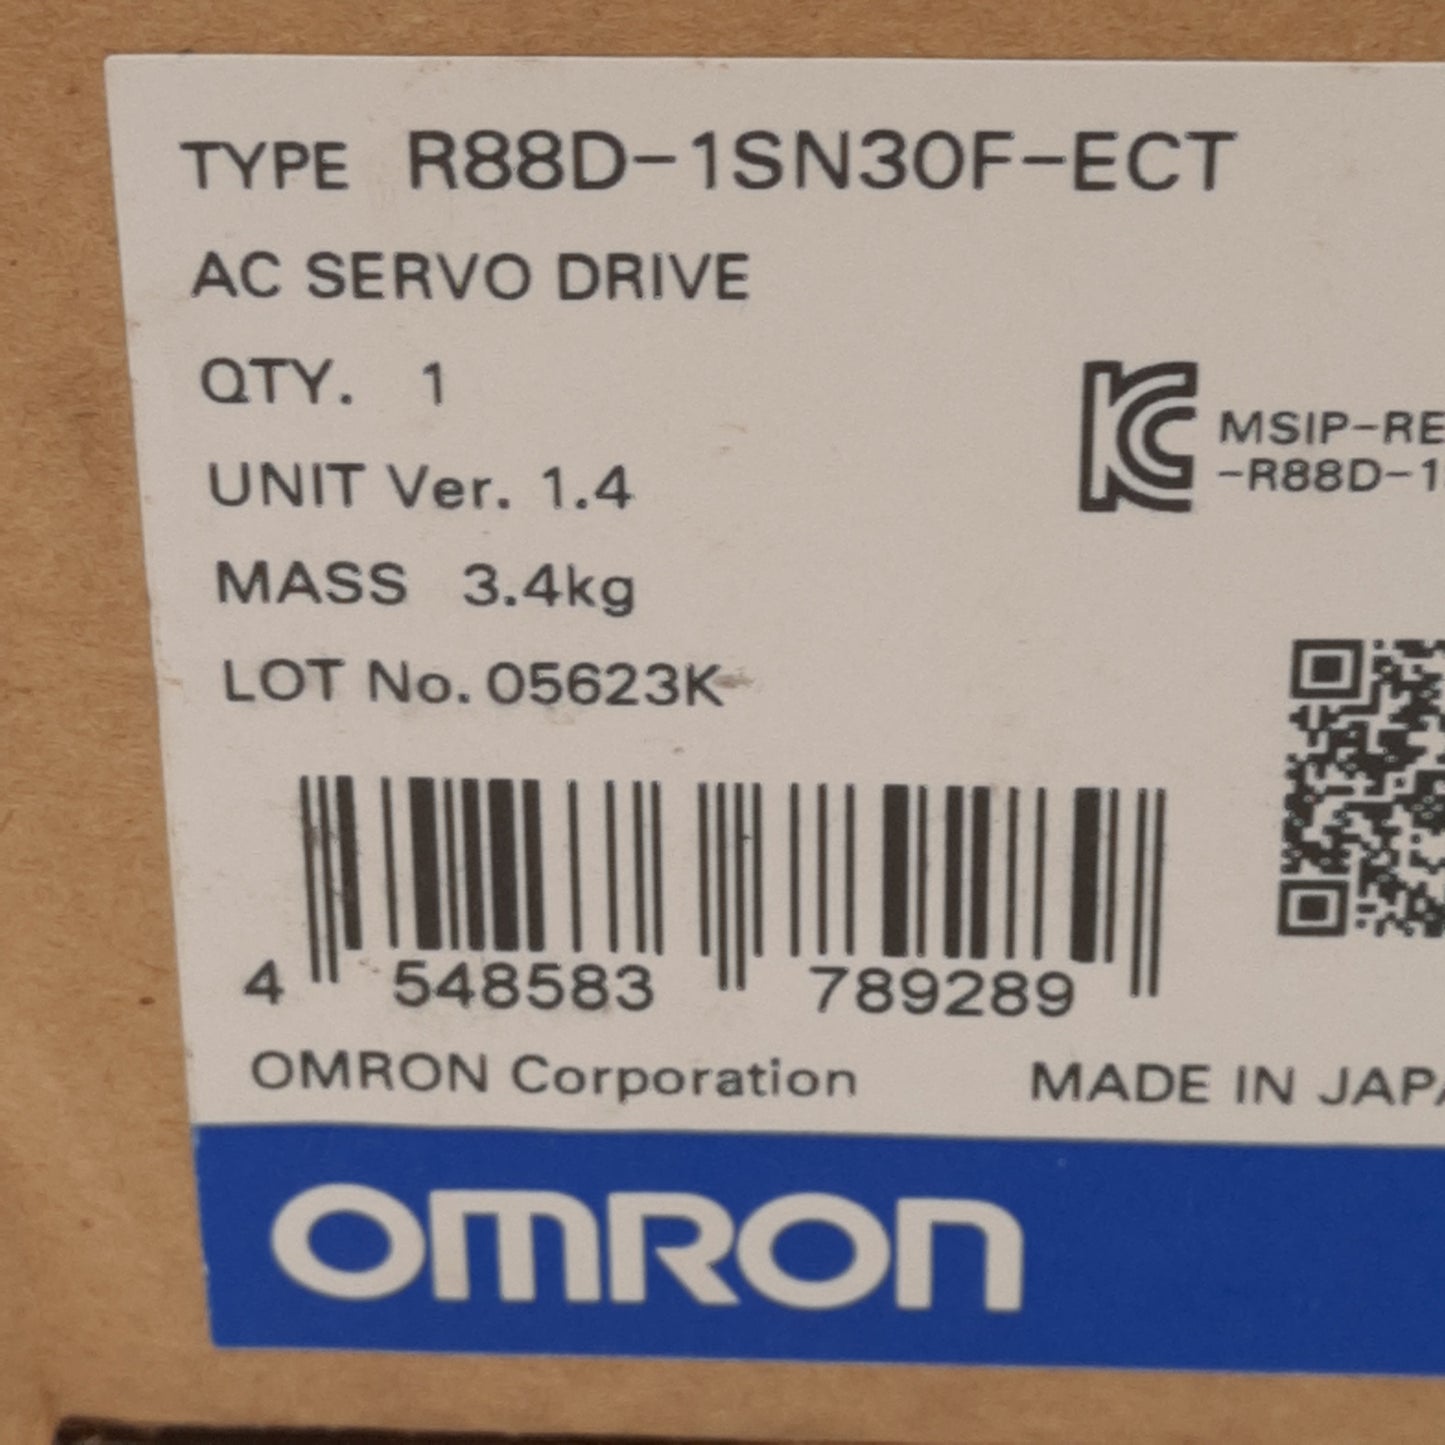 TYPE R88D-1SN30F-ECT
AC SERVO DRIVE
QTY. 1
UNIT Ver. 1.4
MASS 3.4kg
LOT No. 05623K
MSIP-RE
-R88D-1
4 548583 789289
OMRON Corporation
MADE IN JAPA
OMRON